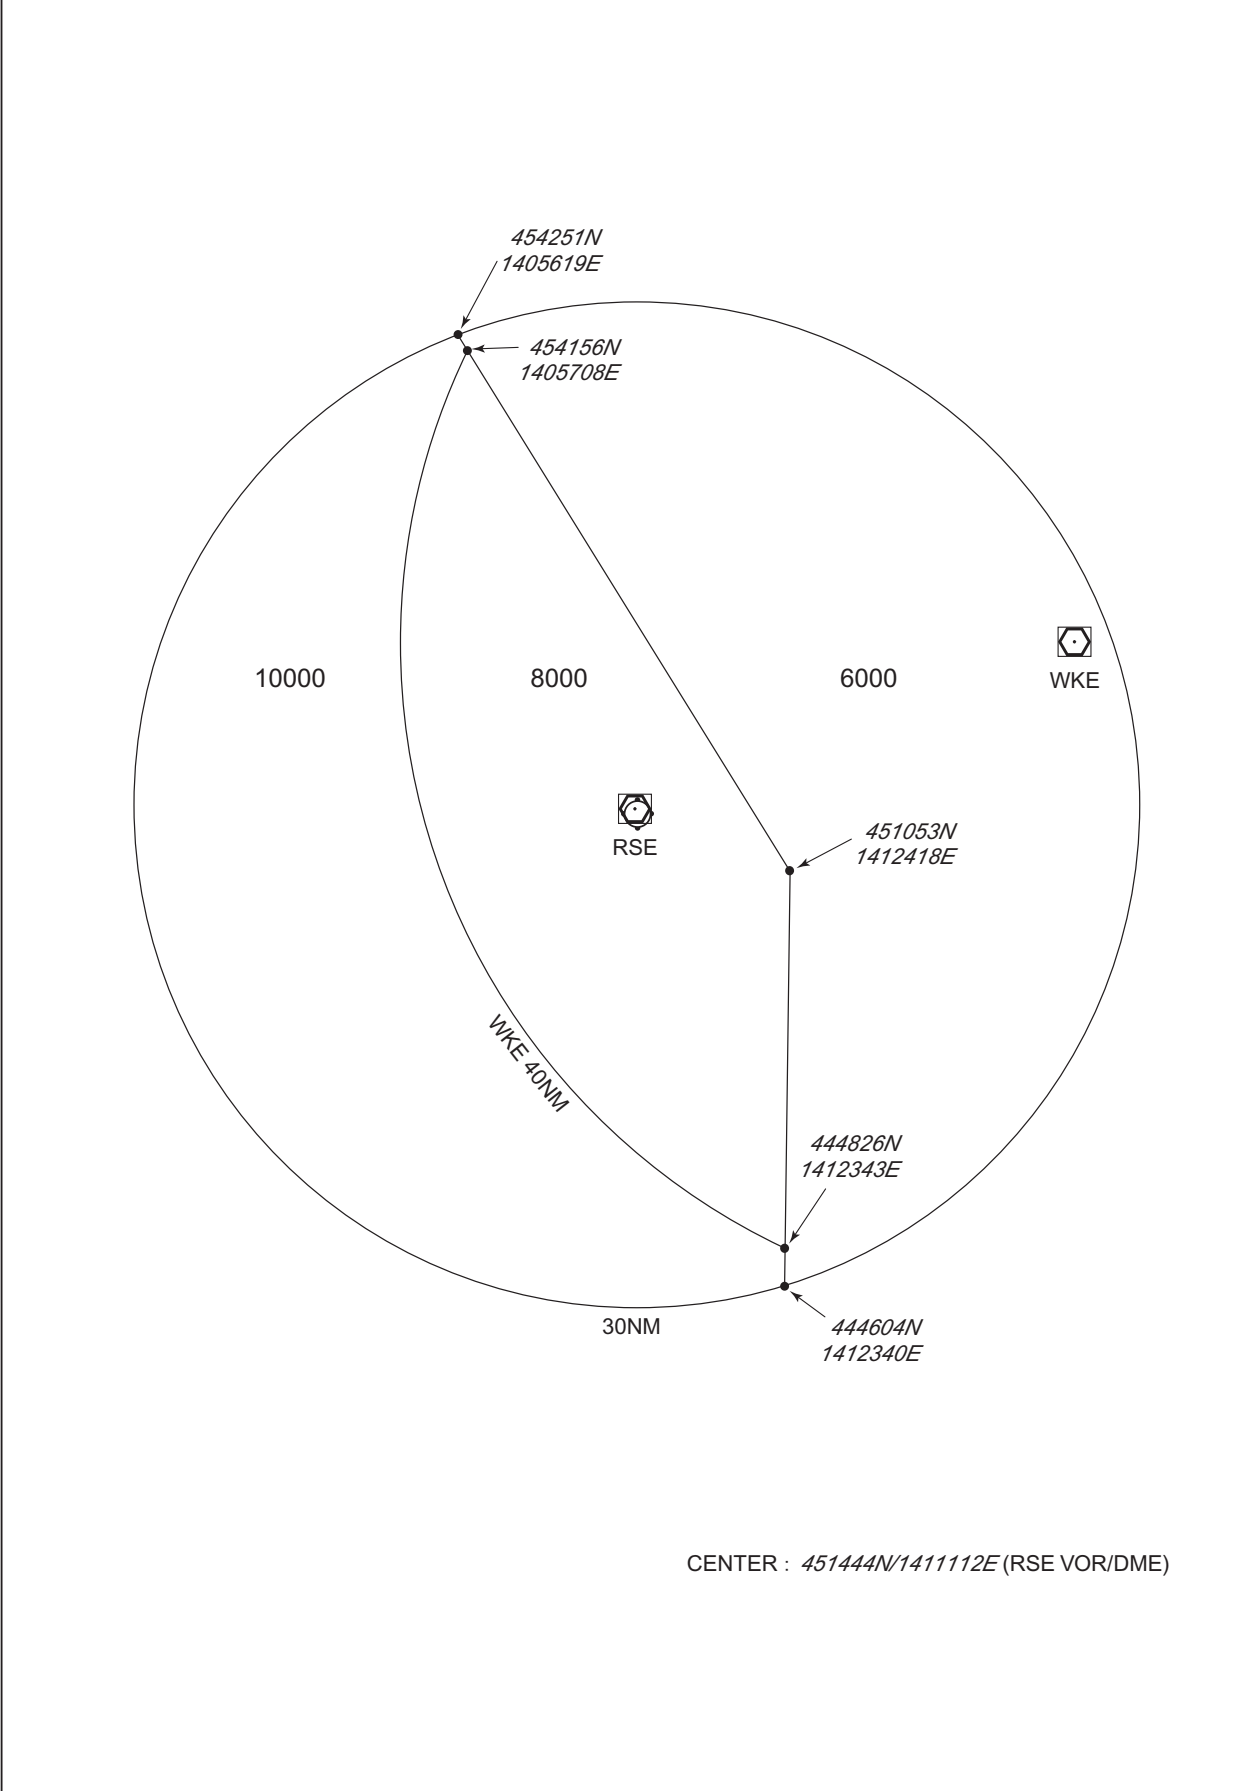 454251N
1405619E
454156N
1405708E
10000
8000
6000
WKE
RSE
451053N
1412418E
WKE 40NM
444826N
1412343E
30NM
444604N
1412340E
CENTER : 451444N/1411112E (RSE VOR/DME)